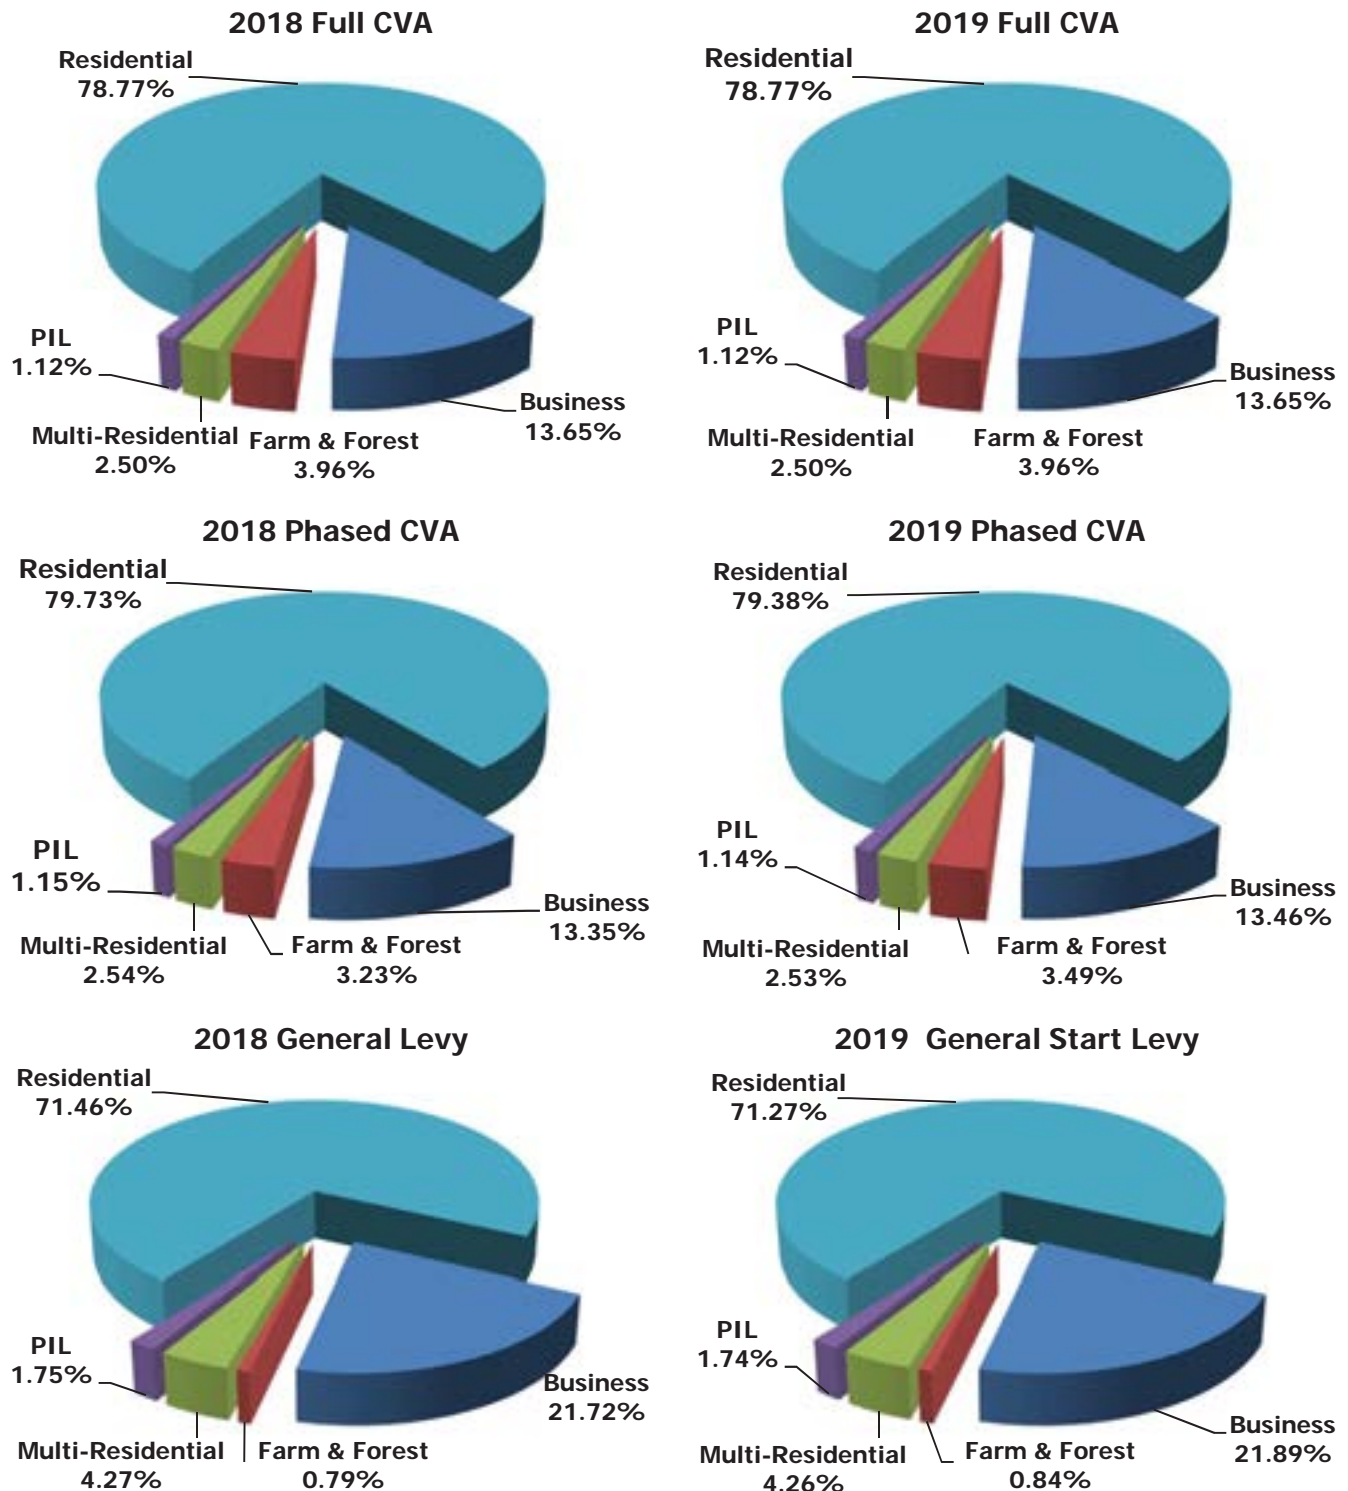 2018 Full CVA
Residential
78.77%
PIL
1.12%
Multi-Residential
2.50%
Farm & Forest
3.96%
Business
13.65%
2019 Full CVA
Residential
78.77%
PIL
1.12%
Multi-Residential
2.50%
Farm & Forest
3.96%
Business
13.65%
2018 Phased CVA
Residential
79.73%
PIL
1.15%
Multi-Residential
2.54%
Farm & Forest
3.23%
Business
13.35%
2019 Phased CVA
Residential
79.38%
PIL
1.14%
Multi-Residential
2.53%
Farm & Forest
3.49%
Business
13.46%
2018 General Levy
Residential
71.46%
PIL
1.75%
Multi-Residential
4.27%
Farm & Forest
0.79%
Business
21.72%
2019 General Start Levy
Residential
71.27%
PIL
1.74%
Multi-Residential
4.26%
Farm & Forest
0.84%
Business
21.89%